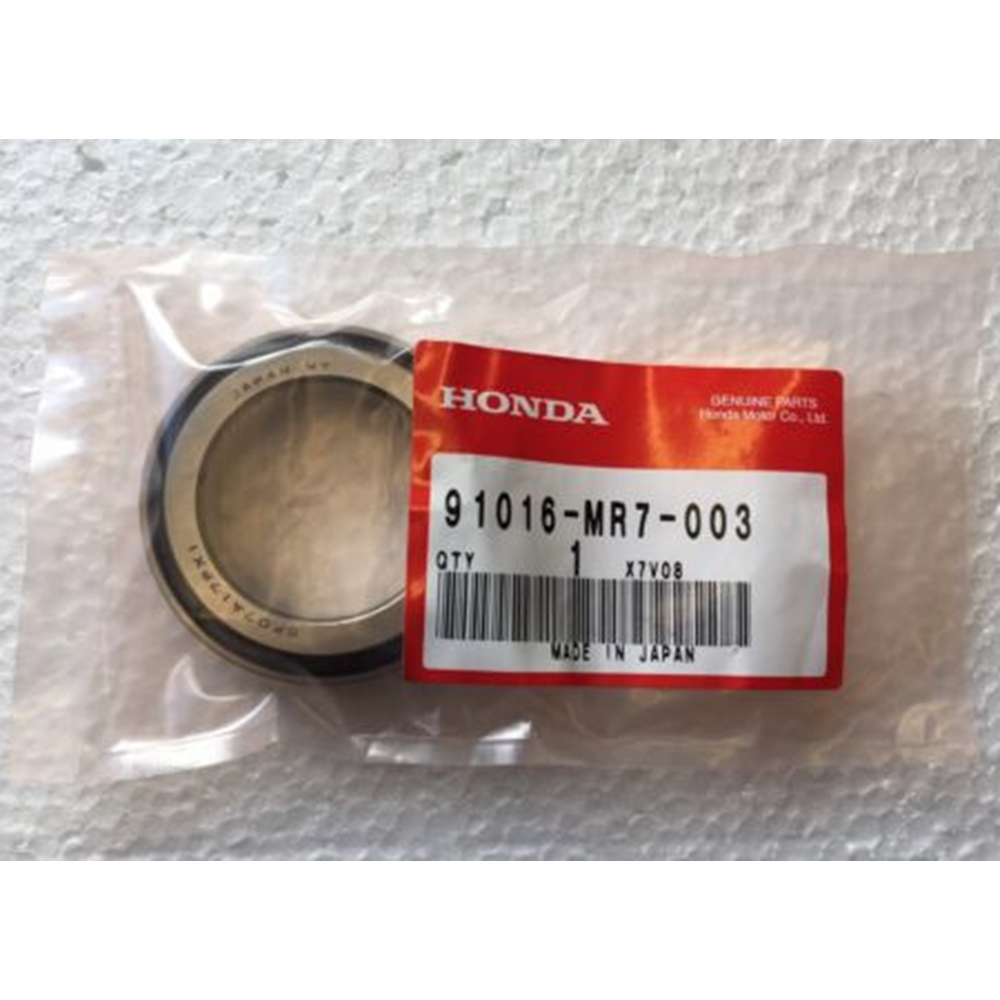 JAPAN
HONDA
GENUINE PARTS
Honda Motor Co., Ltd.
91016-MR7-003
QTY 1 X7V08
MADE IN JAPAN